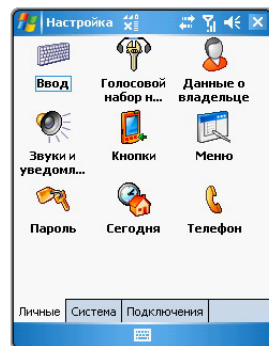 Настройка
Ввод
Голосовой набор н...
Данные о владельце
Звуки и уведомл...
Кнопки
Меню
Пароль
Сегодня
Телефон
Личные Система Подключения